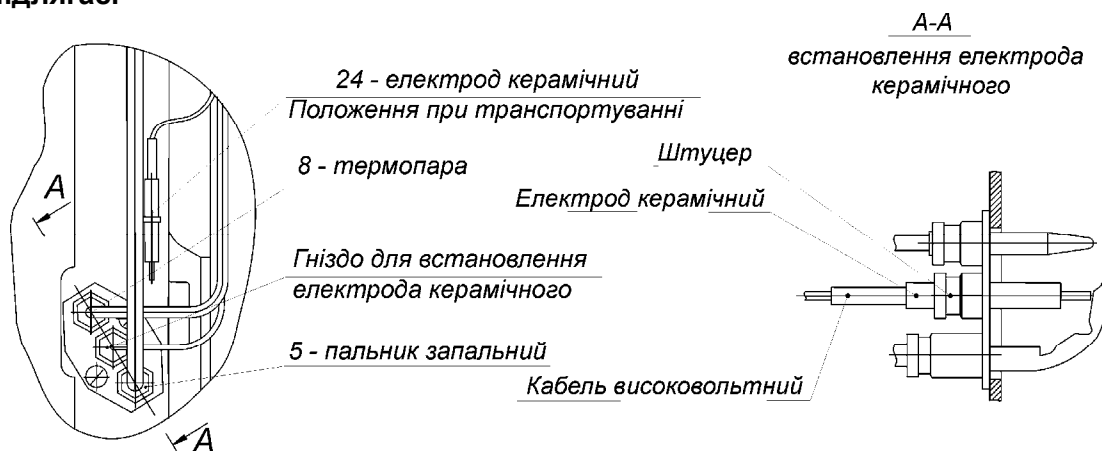 24 - електрод керамічний
Положення при транспортуванні
8 - термопара
А
Гніздо для встановлення
електрода керамічного
5 - пальник запальний
А
А-А
встановлення електрода
керамічного
Штуцер
Електрод керамічний
Кабель високовольтний